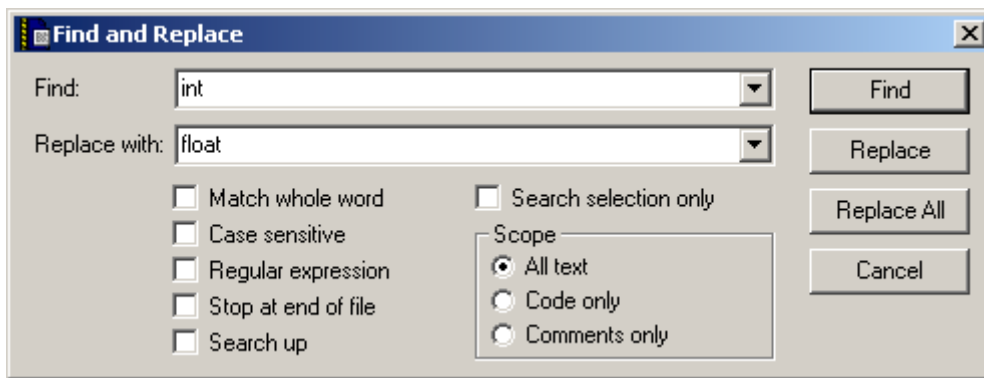 Find and Replace
Find: int
Replace with: float
Match whole word
Case sensitive
Regular expression
Stop at end of file
Search up
Search selection only
Scope
All text
Code only
Comments only
Find
Replace
Replace All
Cancel